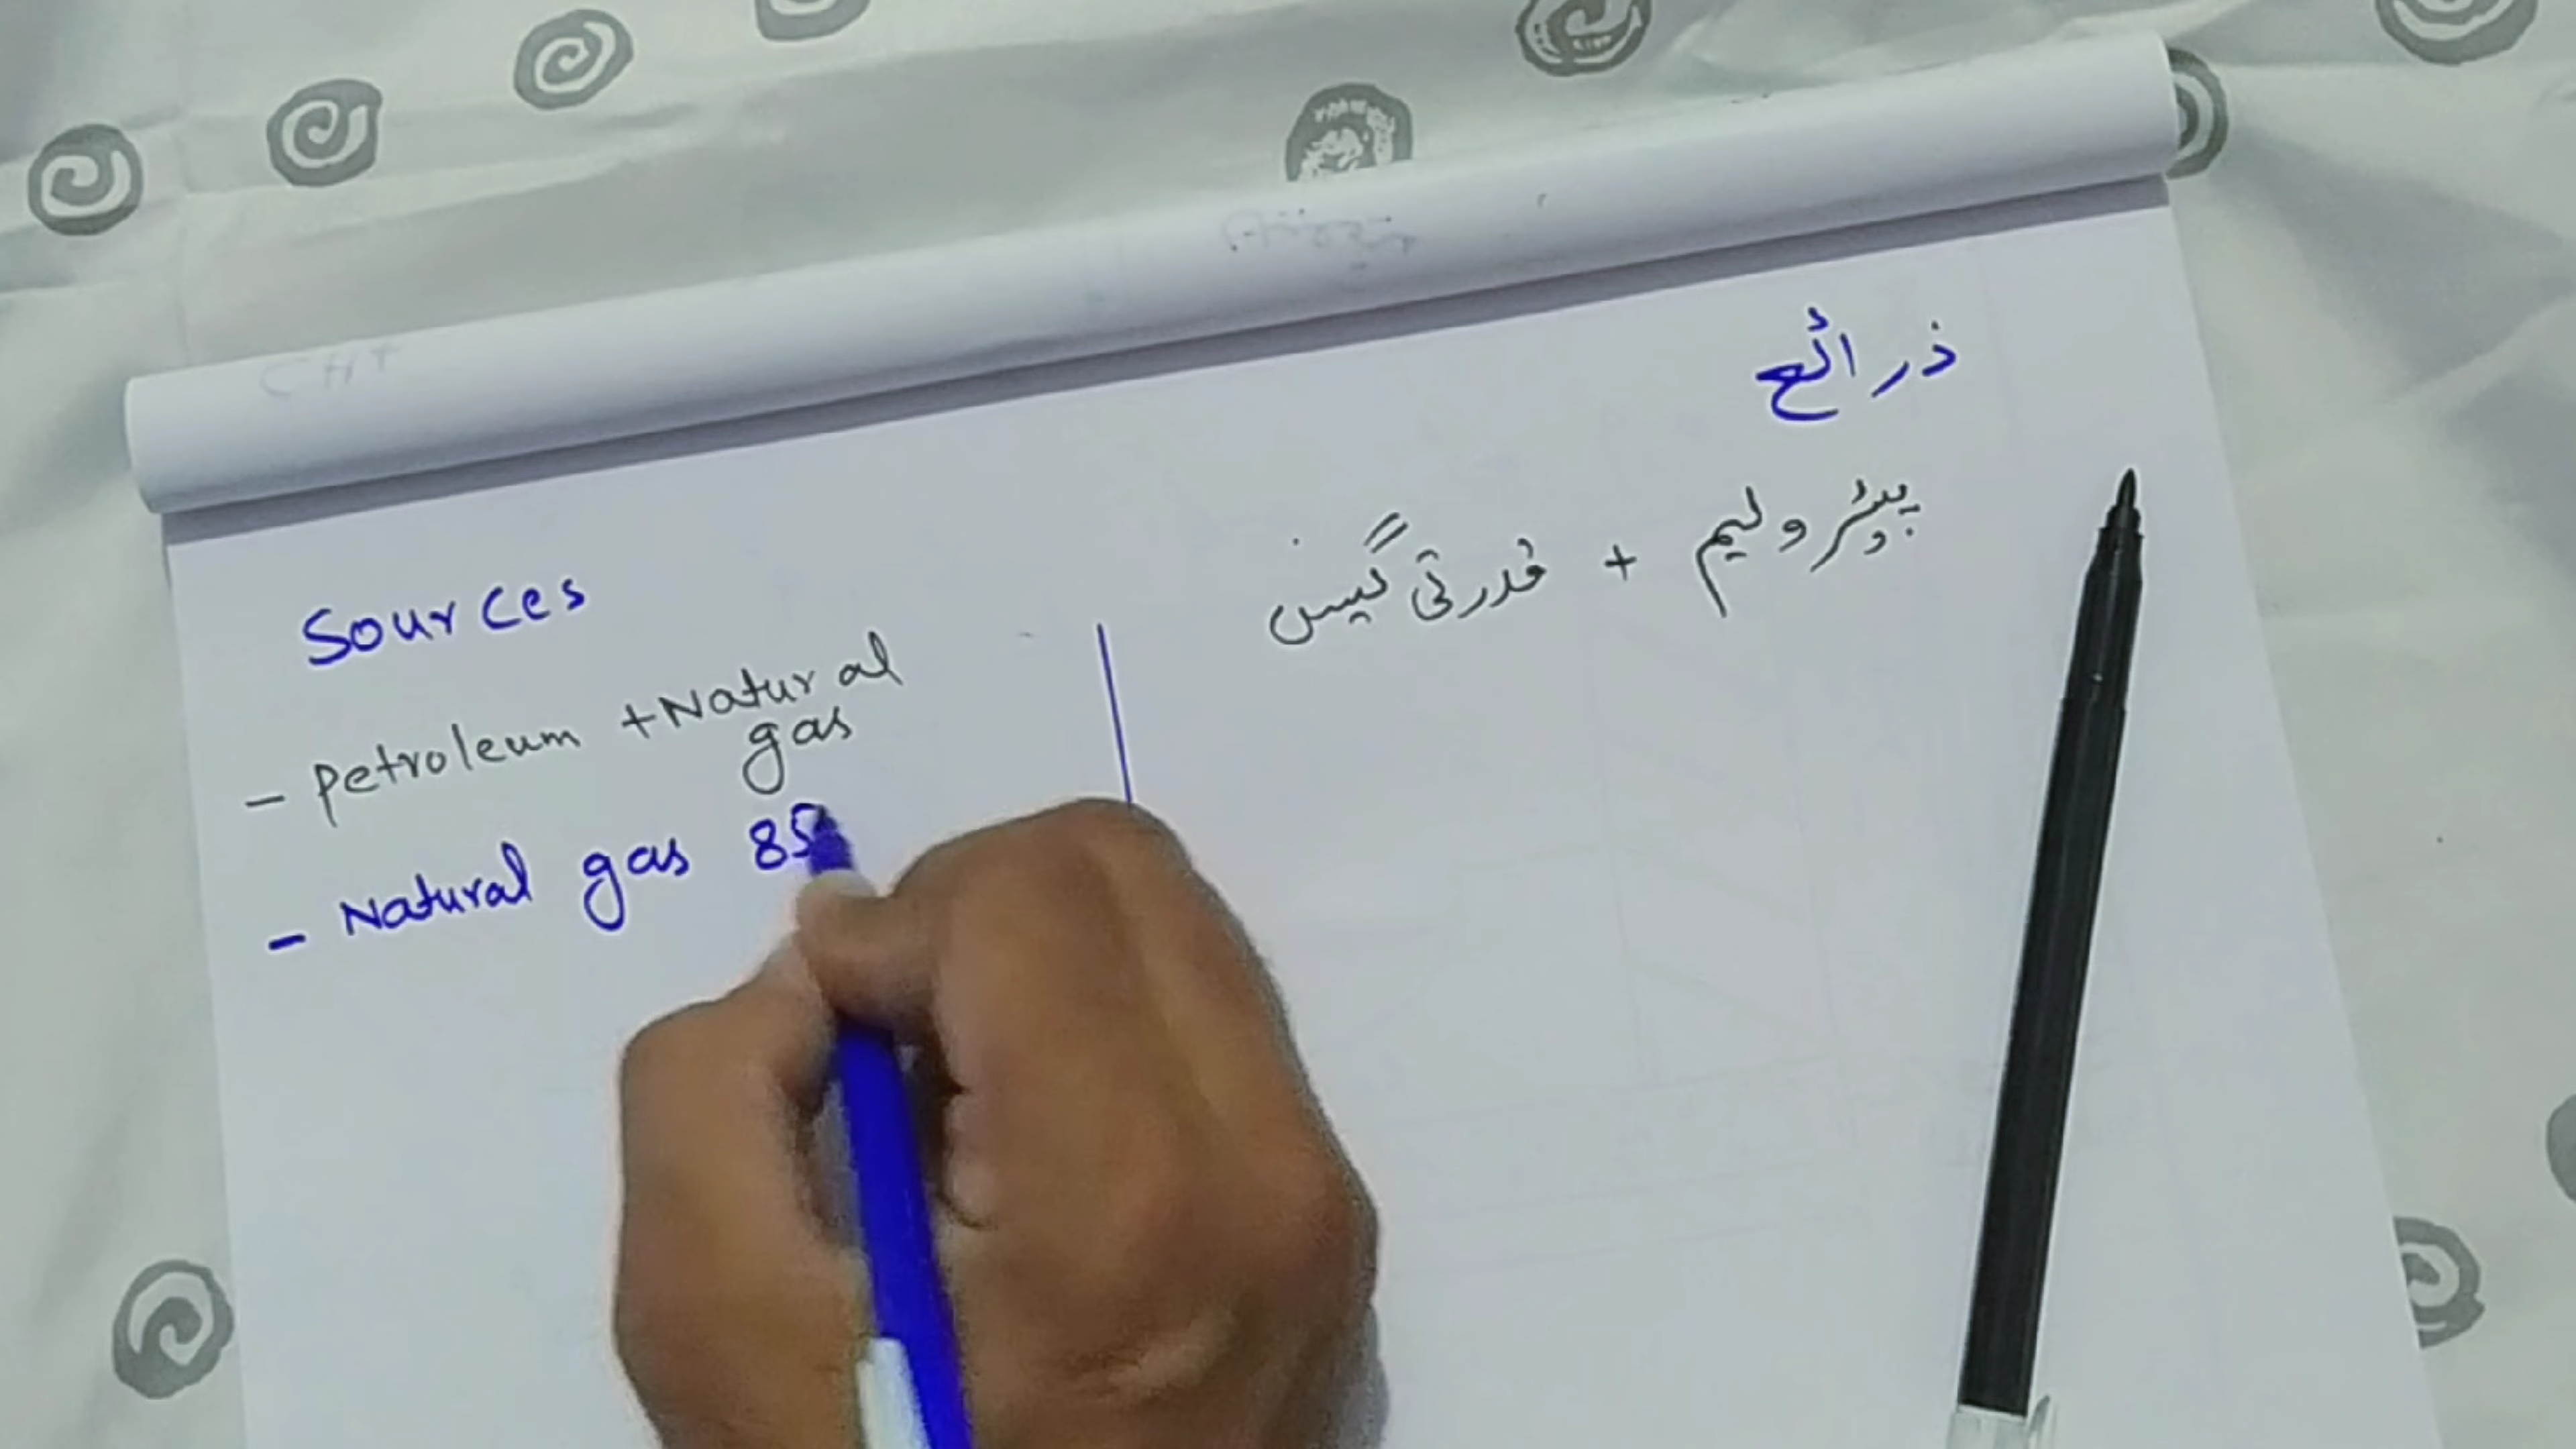 ذرائع
پیٹرولیم + قدرتی گیس
Sources
- Petroleum + Natural
gas
- Natural gas 85